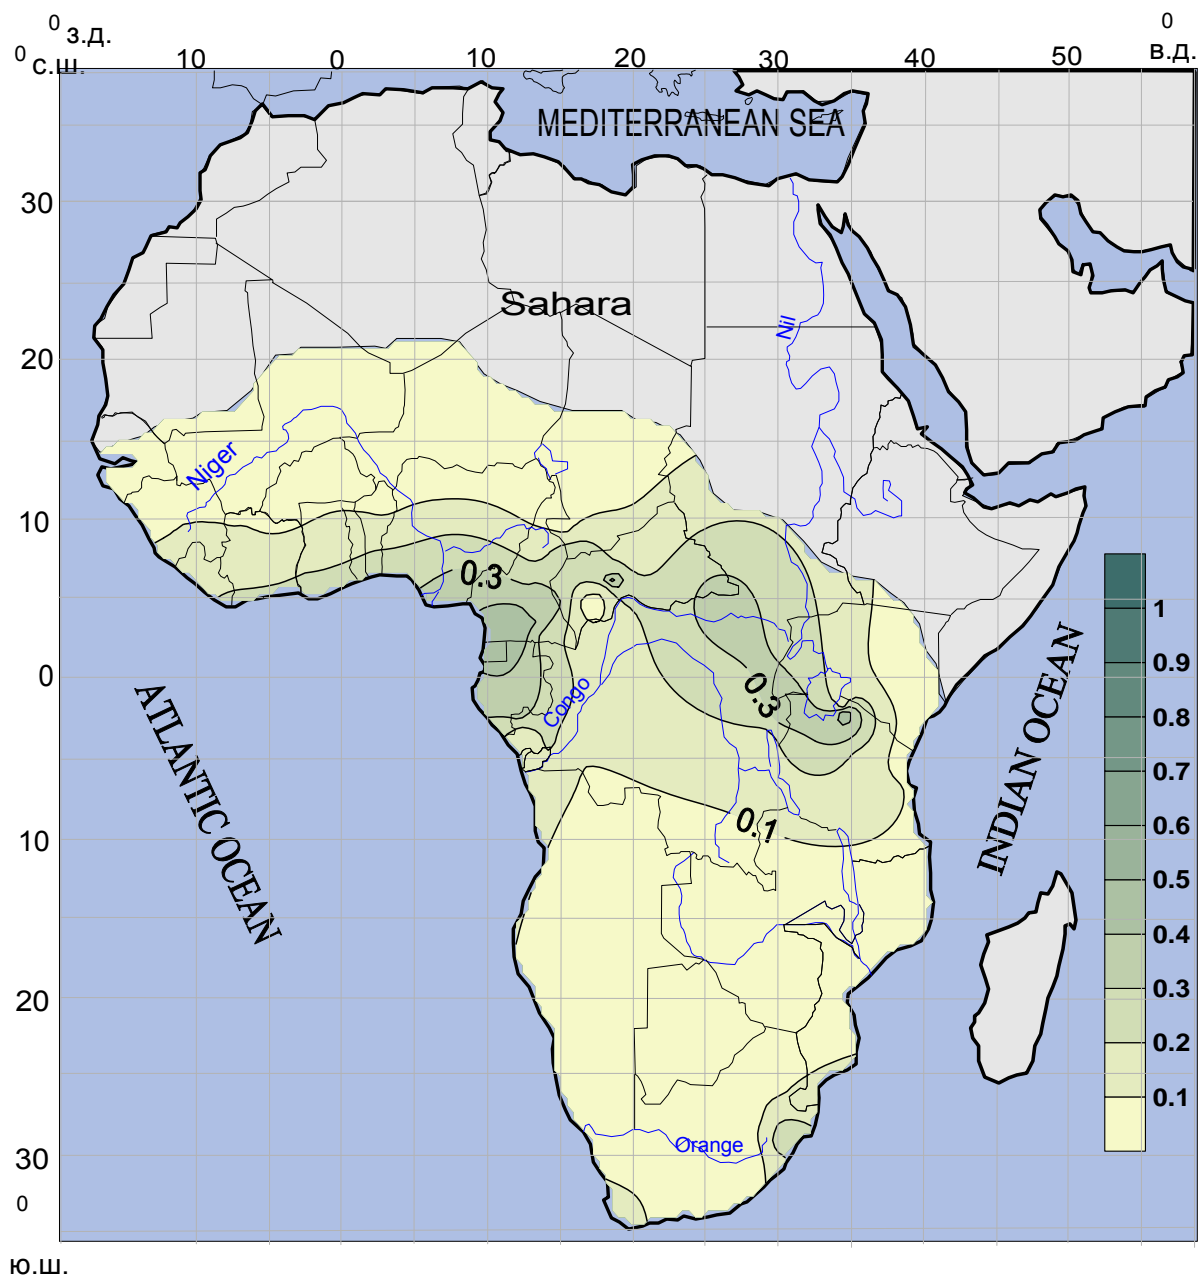 0 з.д.
0
0 с.ш.
10 0 10 20 30 40 50
в.д.
MEDITERRANEAN SEA
30
Sahara
Nil
20
Niger
10
0.3
1
0
0.9
ATLANTIC OCEAN
Congo
0.3
INDIAN OCEAN
0.8
0.7
0.6
10
0.1
0.5
0.4
20
0.3
0.2
0.1
Orange
30
0
ю.ш.